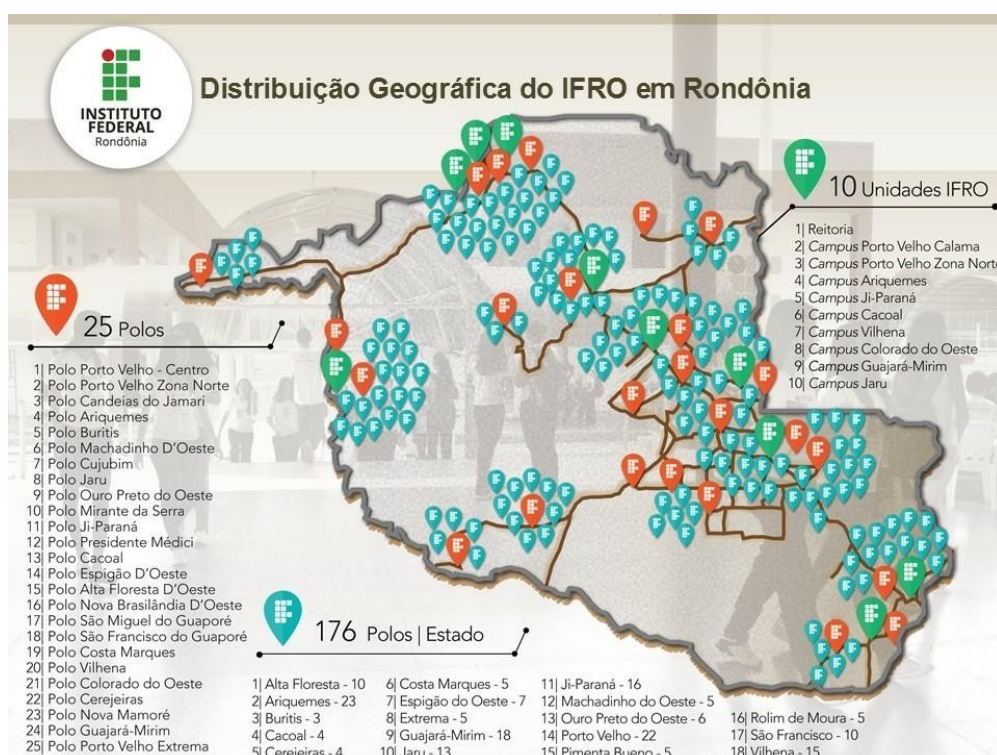 INSTITUTO
FEDERAL
Rondônia
Distribuição Geográfica do IFRO em Rondônia
10 Unidades IFRO
1| Reitoria
2| Campus Porto Velho Calama
3| Campus Porto Velho Zona Norte
4| Campus Ariquemes
5| Campus Ji-Paraná
6| Campus Cacoal
7| Campus Vilhena
8| Campus Colorado do Oeste
9| Campus Guajará-Mirim
10| Campus Jaru
25 Polos
1| Polo Porto Velho - Centro
2| Polo Porto Velho Zona Norte
3| Polo Candeias do Jamari
4| Polo Ariquemes
5| Polo Buritis
6| Polo Machadinho D'Oeste
7| Polo Cujubim
8| Polo Jaru
9| Polo Ouro Preto do Oeste
10| Polo Mirante da Serra
11| Polo Ji-Paraná
12| Polo Presidente Médici
13| Polo Cacoal
14| Polo Espigão D'Oeste
15| Polo Alta Floresta D'Oeste
16| Polo Nova Brasilândia D'Oeste
17| Polo São Miguel do Guaporé
18| Polo São Francisco do Guaporé
19| Polo Costa Marques
20| Polo Vilhena
21| Polo Colorado do Oeste
22| Polo Cerejeiras
23| Polo Nova Mamoré
24| Polo Guajará-Mirim
25| Polo Porto Velho Extrema
176 Polos | Estado
1| Alta Floresta - 10
2| Ariquemes - 23
3| Buritis - 3
4| Cacoal - 4
5| Cerejeiras - 4
6| Costa Marques - 5
7| Espigão do Oeste - 7
8| Extrema - 5
9| Guajará-Mirim - 18
10| Jaru - 13
11| Ji-Paraná - 16
12| Machadinho do Oeste - 5
13| Ouro Preto do Oeste - 6
14| Porto Velho - 22
15| Pimenta Bueno - 5
16| Rolim de Moura - 5
17| São Francisco - 10
18| Vilhena - 15